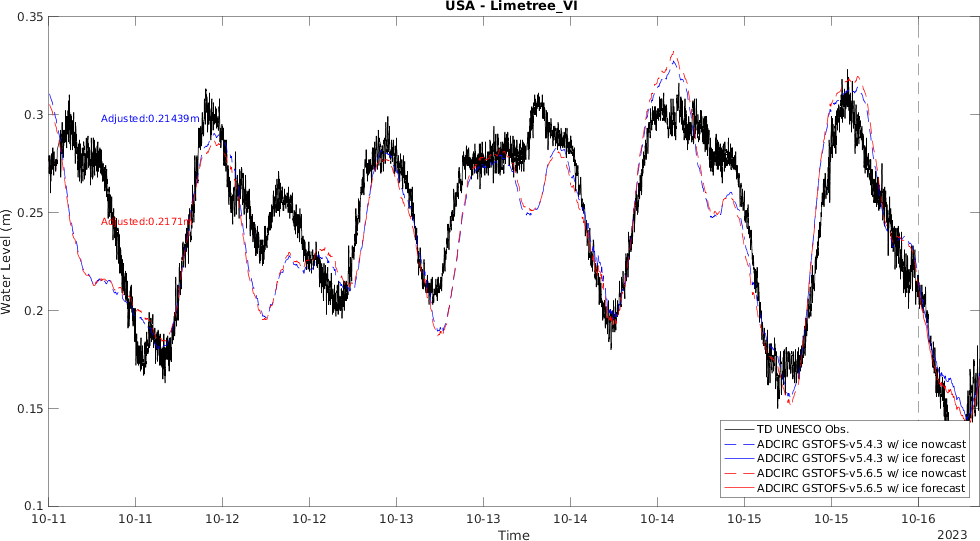 USA - Limetree_VI
0.35
0.3
0.25
0.2
0.15
0.1
Water Level (m)
Adjusted:0.21439m
Adjusted:0.2171m
TD UNESCO Obs.
ADCIRC GSTOFS-v5.4.3 w/ ice nowcast
ADCIRC GSTOFS-v5.4.3 w/ ice forecast
ADCIRC GSTOFS-v5.6.5 w/ ice nowcast
ADCIRC GSTOFS-v5.6.5 w/ ice forecast
10-11 10-11 10-12 10-12 10-13 10-13 10-14 10-14 10-15 10-15 10-16
Time
2023